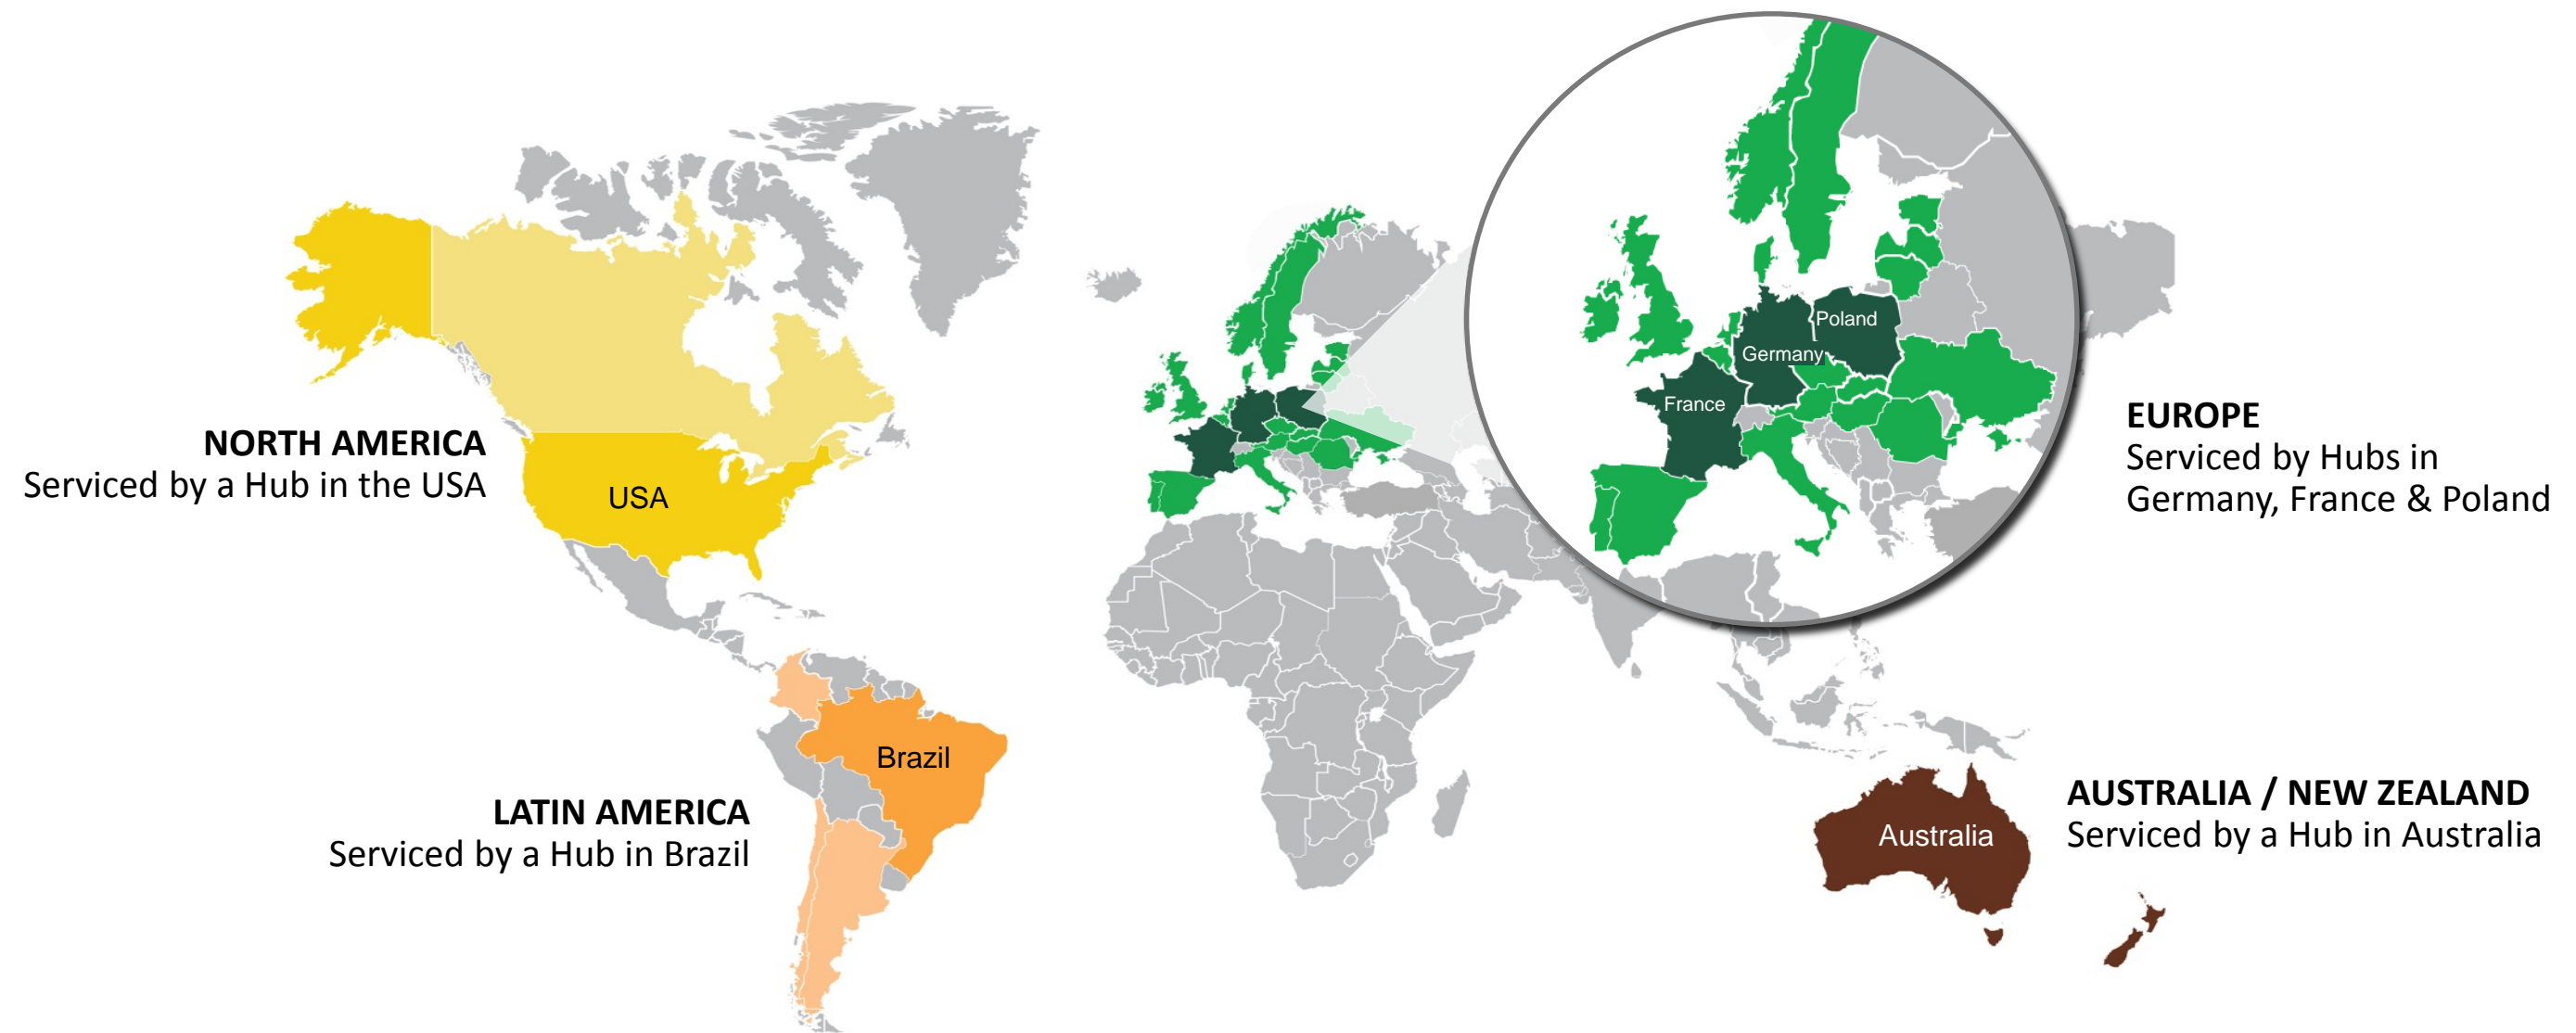 NORTH AMERICA
Serviced by a Hub in the USA
USA
LATIN AMERICA
Serviced by a Hub in Brazil
Brazil
Poland
Germany
France
EUROPE
Serviced by Hubs in
Germany, France & Poland
AUSTRALIA / NEW ZEALAND
Serviced by a Hub in Australia
Australia